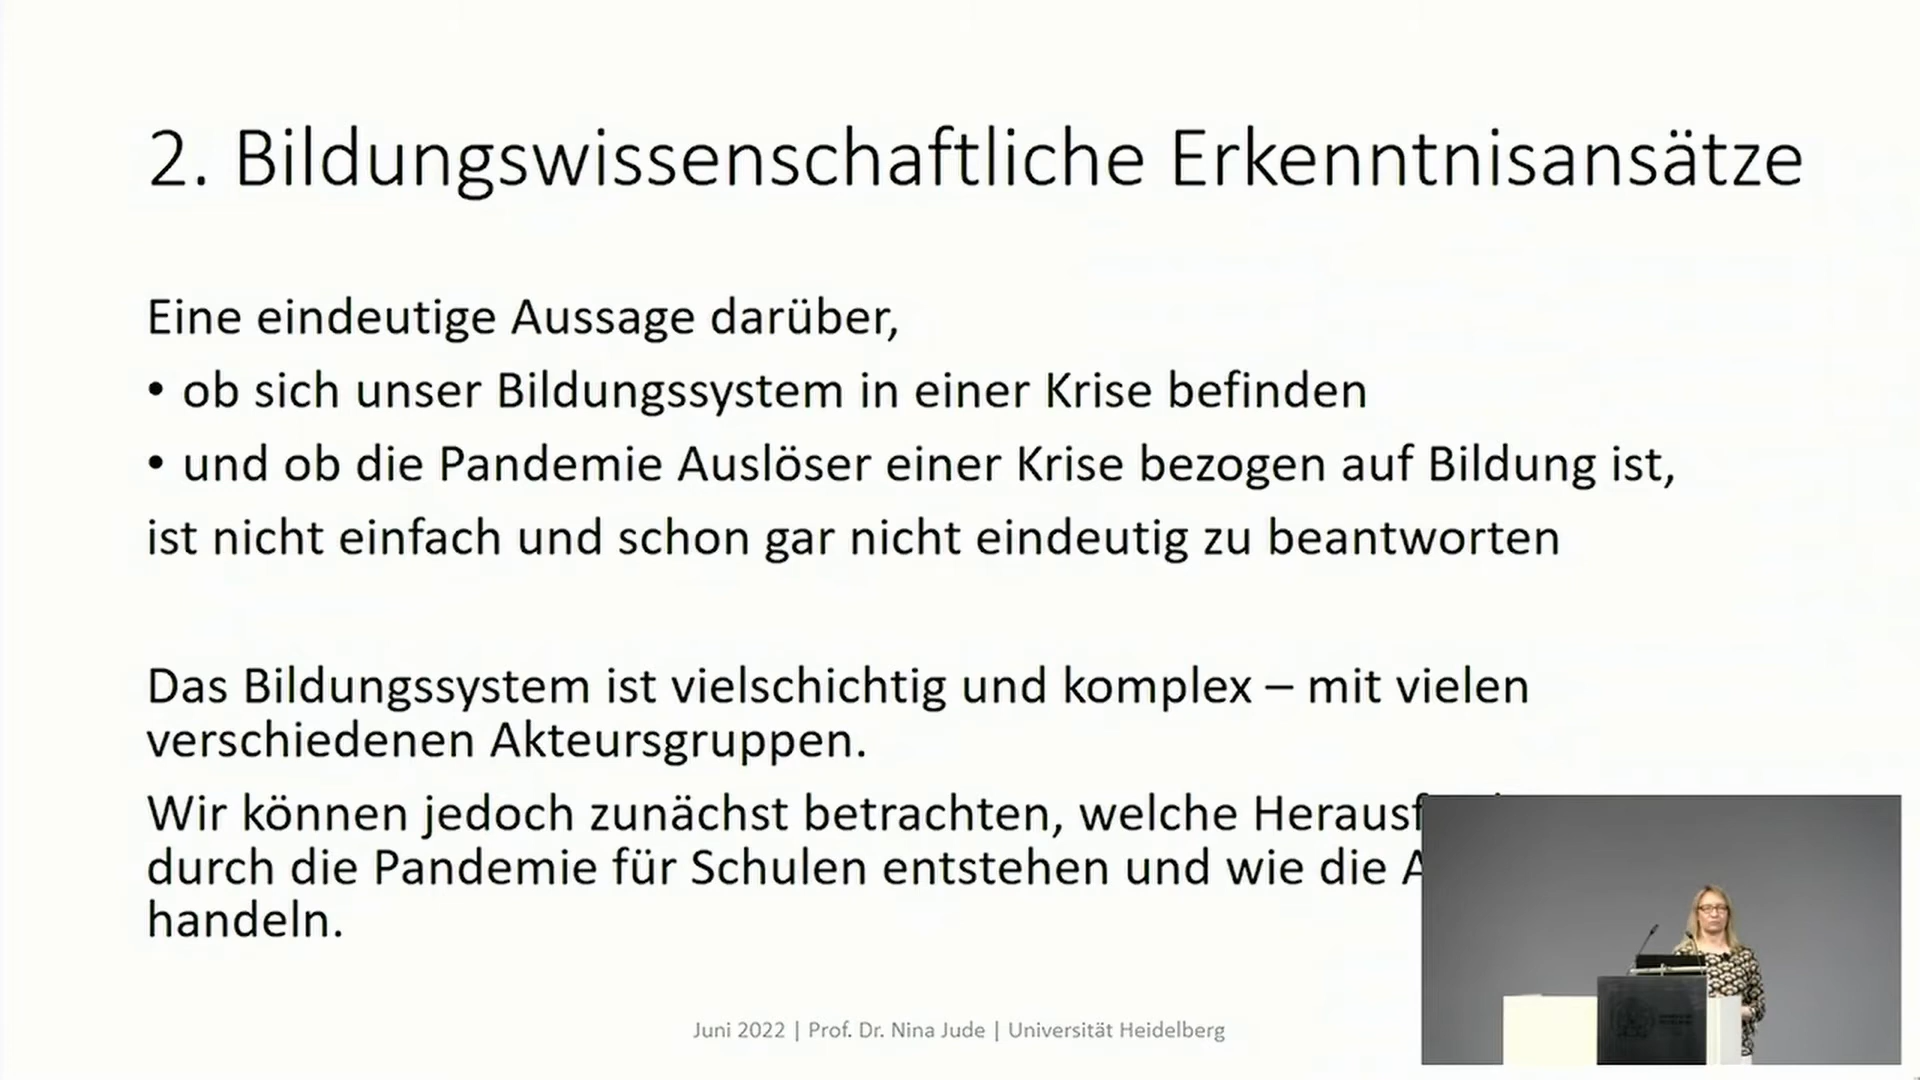 2. Bildungswissenschaftliche Erkenntnisansätze
Eine eindeutige Aussage darüber,
• ob sich unser Bildungssystem in einer Krise befinden
• und ob die Pandemie Auslöser einer Krise bezogen auf Bildung ist,
ist nicht einfach und schon gar nicht eindeutig zu beantworten
Das Bildungssystem ist vielschichtig und komplex – mit vielen
verschiedenen Akteursgruppen.
Wir können jedoch zunächst betrachten, welche
durch die Pandemie für Schulen entstehen und wie die
handeln.
Juni 2022 | Prof. Dr. Nina Jude | Universität Heidelberg